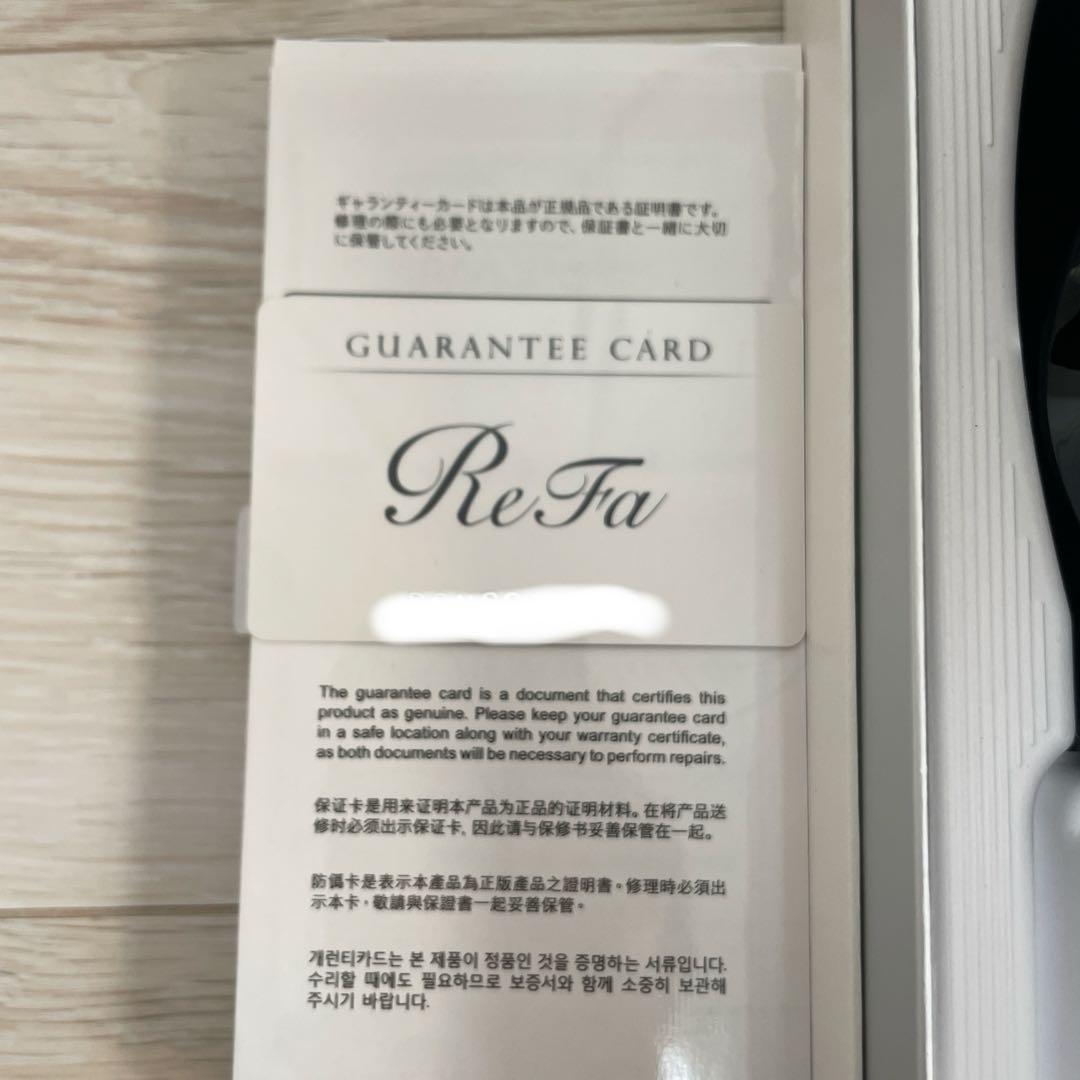 ギャランティーカードは本品が正規品である証明書です。
修理の際にも必要となりますので、保証書と一緒に大切
に保管してください。
GUARANTEE CARD
ReFa
The guarantee card is a document that certifies this
product as genuine. Please keep your guarantee card
in a safe location along with your warranty certificate,
as both documents will be necessary to perform repairs.
保证卡是用来证明本产品为正品的证明材料。在将产品送
修时必须出示保证卡, 因此请与保修书妥善保管在一起。
防偽卡是表示本產品為正版產品之證明書。修理時必須出
示本卡，敬請與保證書一起妥善保管。
개런티카드는 본 제품이 정품인 것을 증명하는 서류입니다.
수리할 때에도 필요하므로 보증서와 함께 소중히 보관해
주시기 바랍니다.